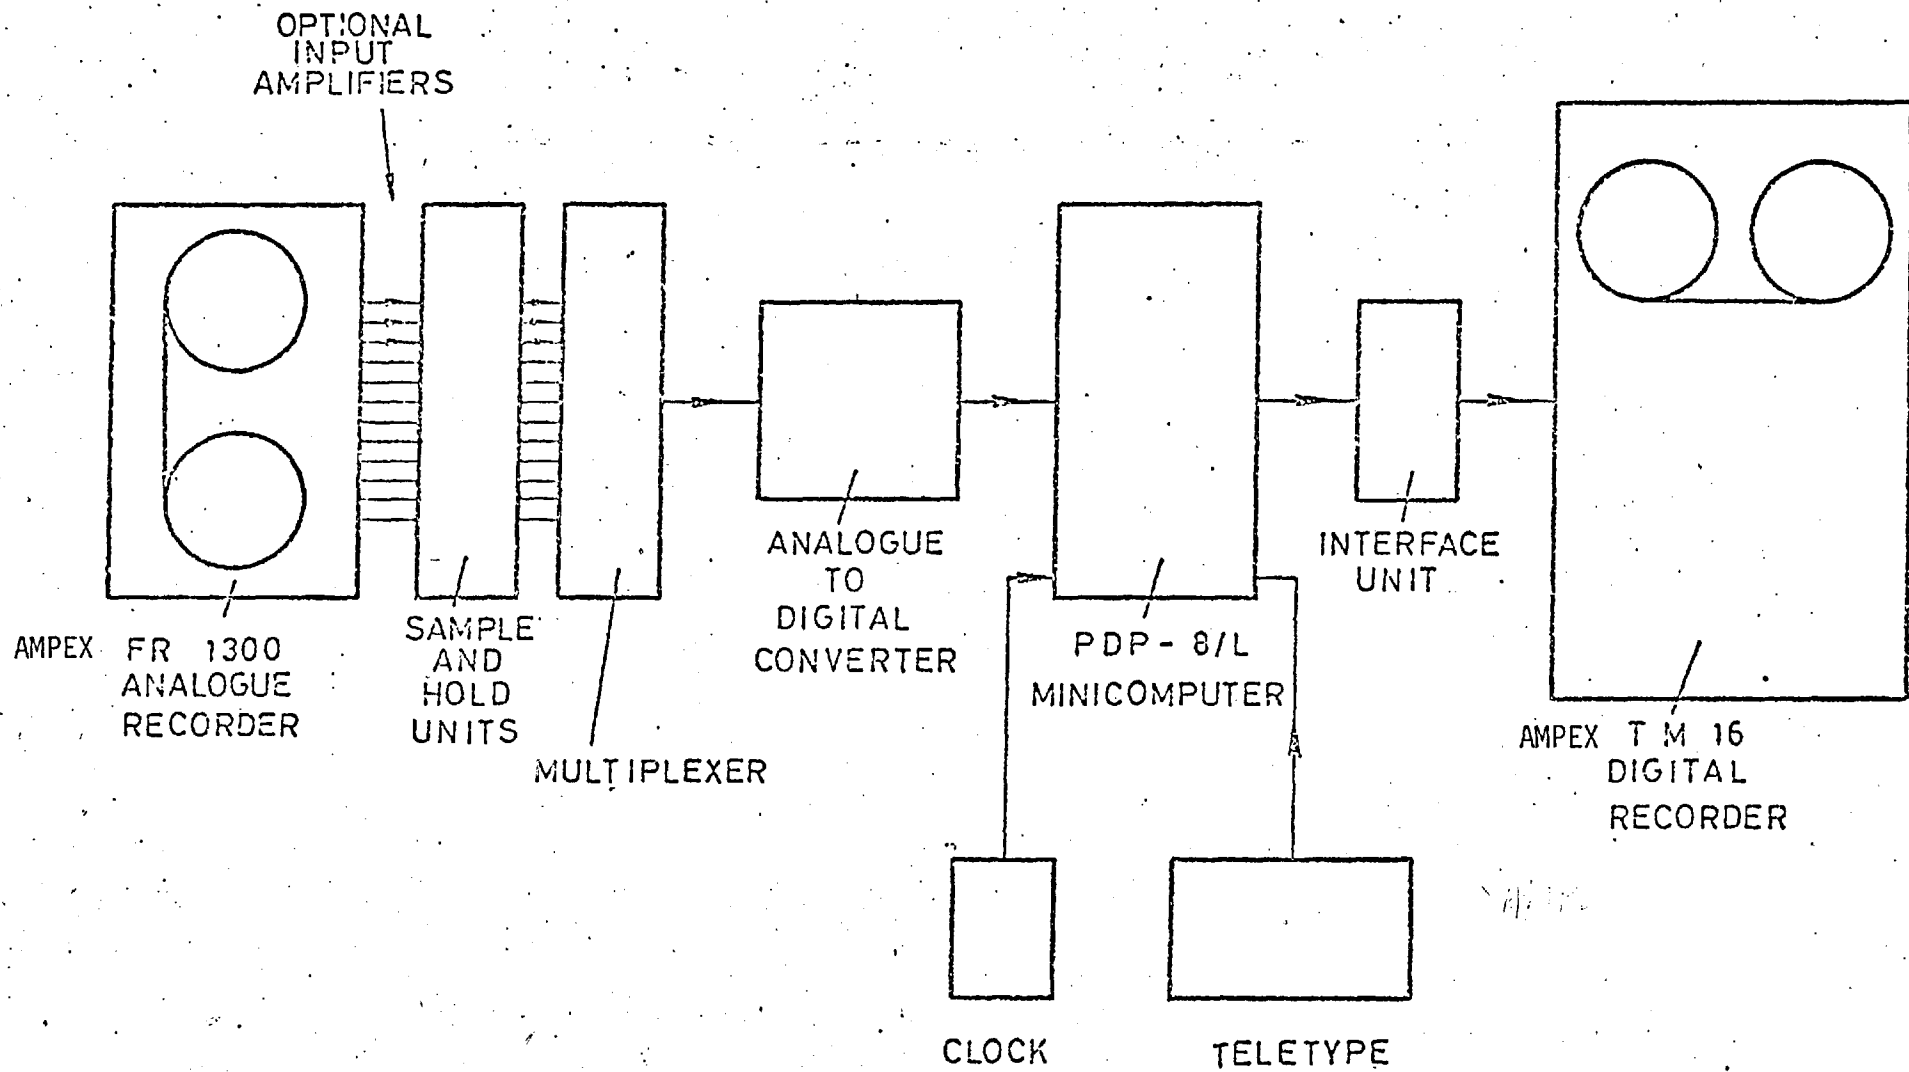 OPTIONAL
INPUT
AMPLIFIERS
AMPEX FR 1300
ANALOGUE
RECORDER
SAMPLE
AND
HOLD
UNITS
MULTIPLEXER
ANALOGUE
TO
DIGITAL
CONVERTER
PDP-8/L
MINICOMPUTER
INTERFACE
UNIT
AMPEX TM 16
DIGITAL
RECORDER
CLOCK
TELETYPE